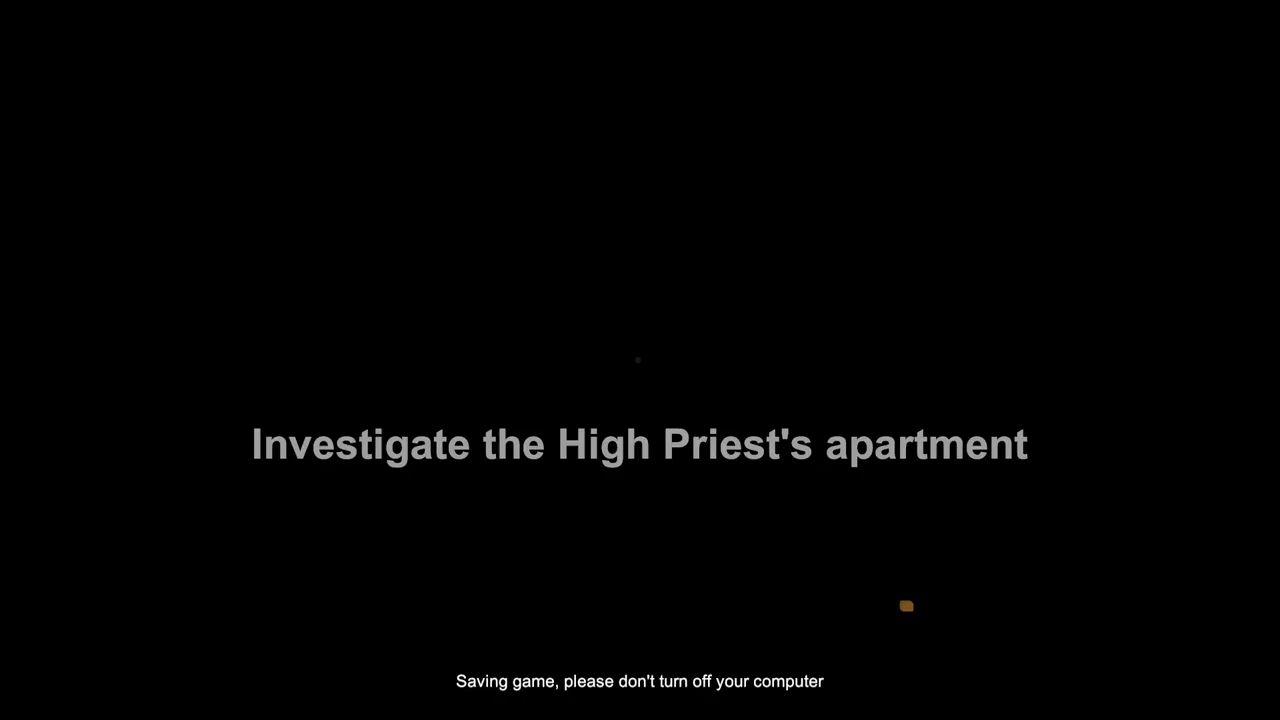 Investigate the High Priest's apartment
Saving game, please don't turn off your computer